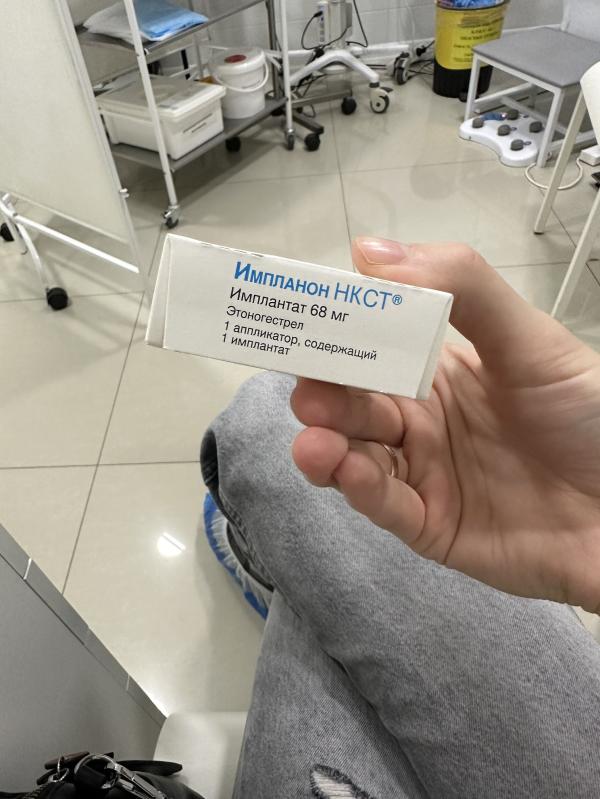 Импланон НКСТ®
Имплантат 68 мг
Этоногестрел
1 аппликатор, содержащий
1 имплантат